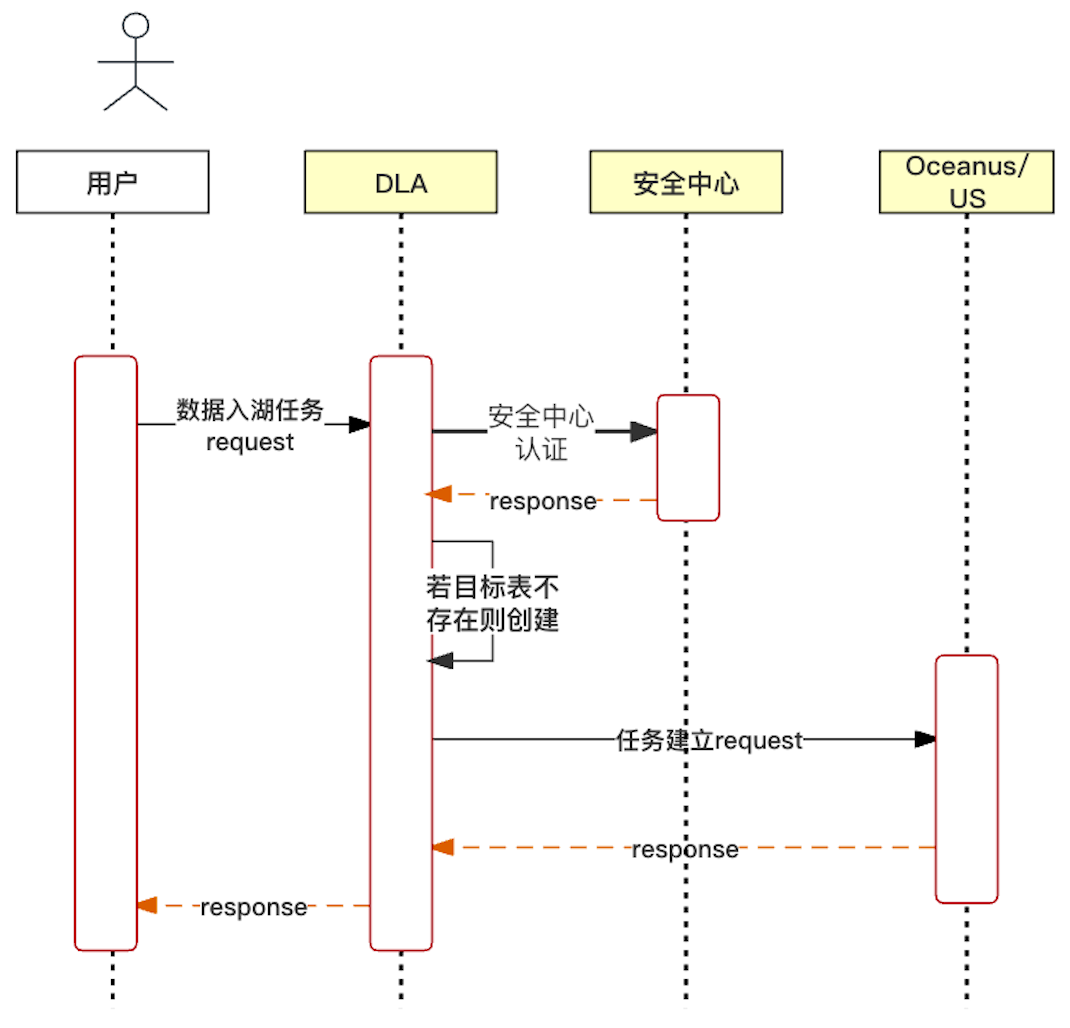 用户
DLA
安全中心
Oceanus/
US
数据入湖任务
request
安全中心
认证
response
若目标表不
存在则创建
任务建立request
response
response